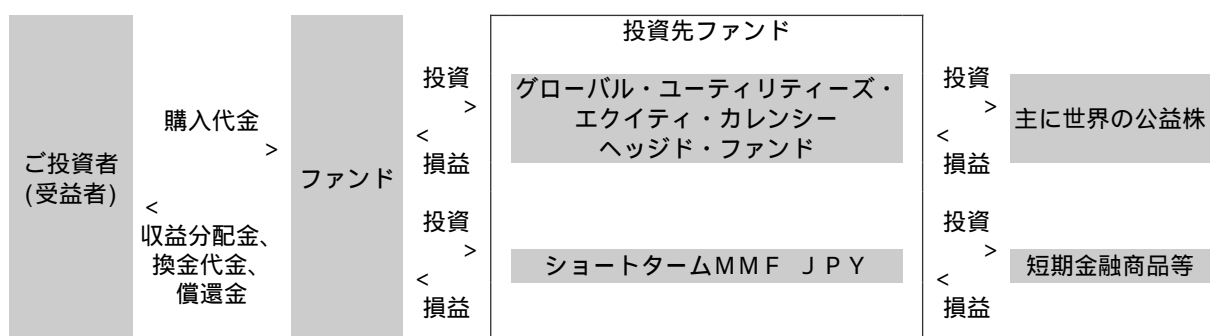 ご投資者
(受益者)
購入代金
>
<
収益分配金、
換金代金、
償還金
ファンド
投資
>
<
損益
投資
>
<
損益
投資先ファンド
グローバル・ユーティリティーズ・
エクイティ・カレンシー
ヘッジド・ファンド
ショートタームMMF JPY
投資
>
<
損益
投資
>
<
損益
主に世界の公益株
短期金融商品等